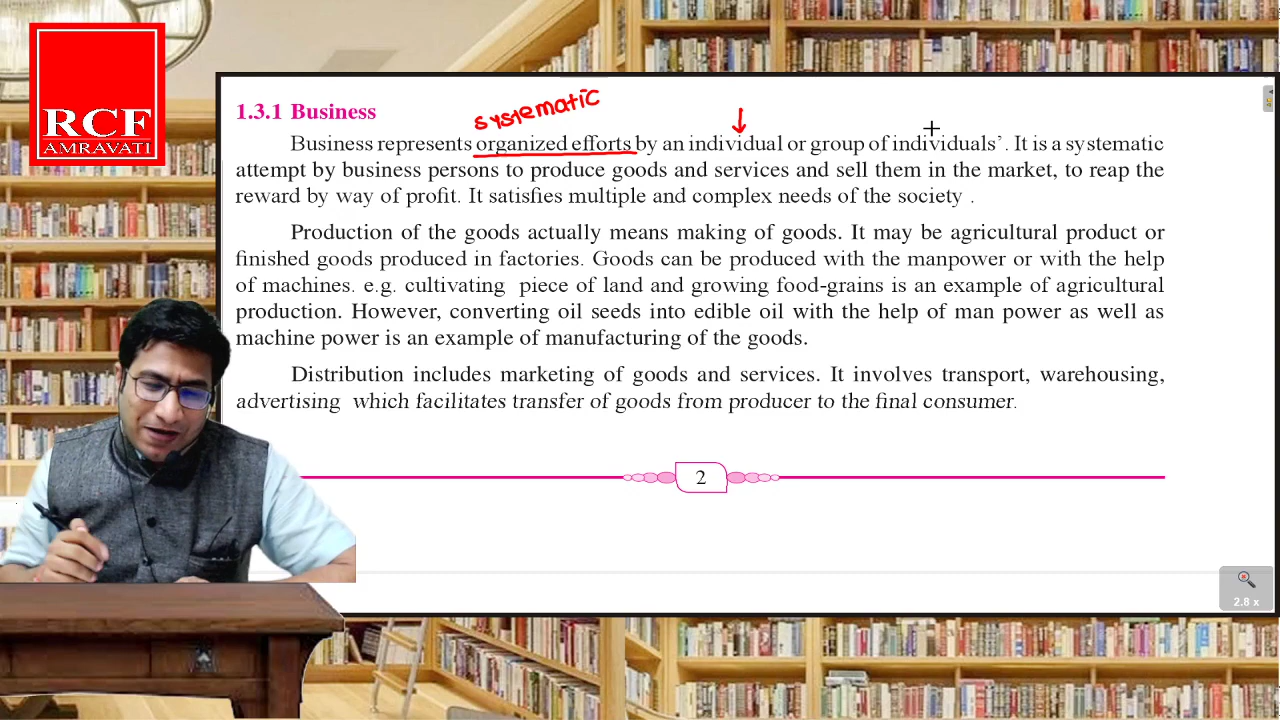 RCF
AMRAVATI
1.3.1 Business
systematic
Business represents organized efforts by an individual or group of individuals’. It is a systematic
attempt by business persons to produce goods and services and sell them in the market, to reap the
reward by way of profit. It satisfies multiple and complex needs of the society .
Production of the goods actually means making of goods. It may be agricultural product or
finished goods produced in factories. Goods can be produced with the manpower or with the help
of machines. e.g. cultivating piece of land and growing food-grains is an example of agricultural
production. However, converting oil seeds into edible oil with the help of man power as well as
machine power is an example of manufacturing of the goods.
Distribution includes marketing of goods and services. It involves transport, warehousing,
advertising which facilitates transfer of goods from producer to the final consumer.
2
2.8 x